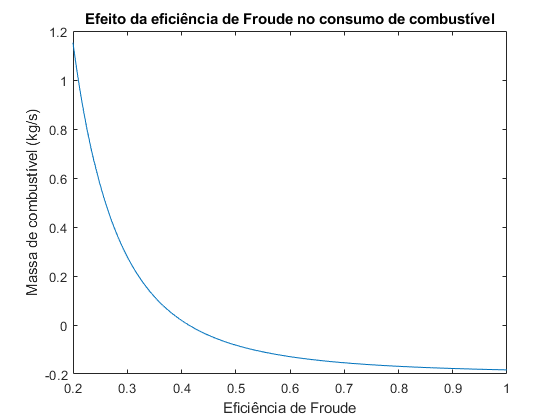 Efeito da eficiência de Froude no consumo de combustível
1.2
1
0.8
0.6
0.4
0.2
0
-0.2
Massa de combustível (kg/s)
0.2 0.3 0.4 0.5 0.6 0.7 0.8 0.9 1
Eficiência de Froude